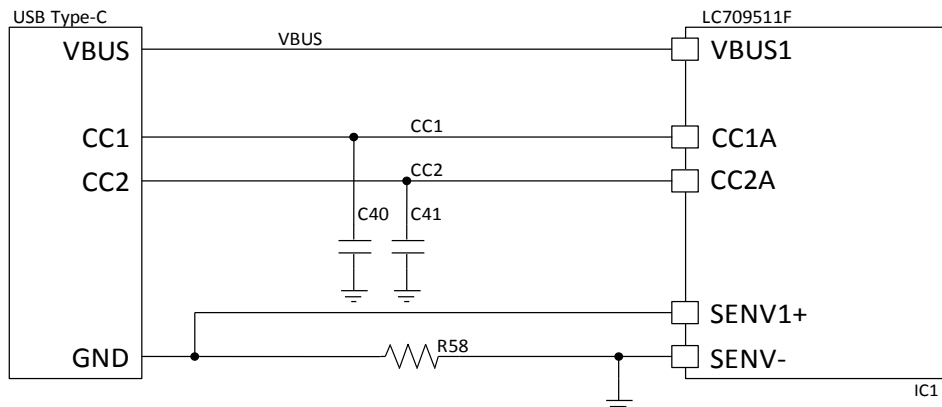 USB Type-C
LC709511F
VBUS
VBUS
VBUS1
CC1
CC1
CC1A
CC2
CC2
CC2A
C40
C41
SENV1+
GND
R58
SENV-
IC1